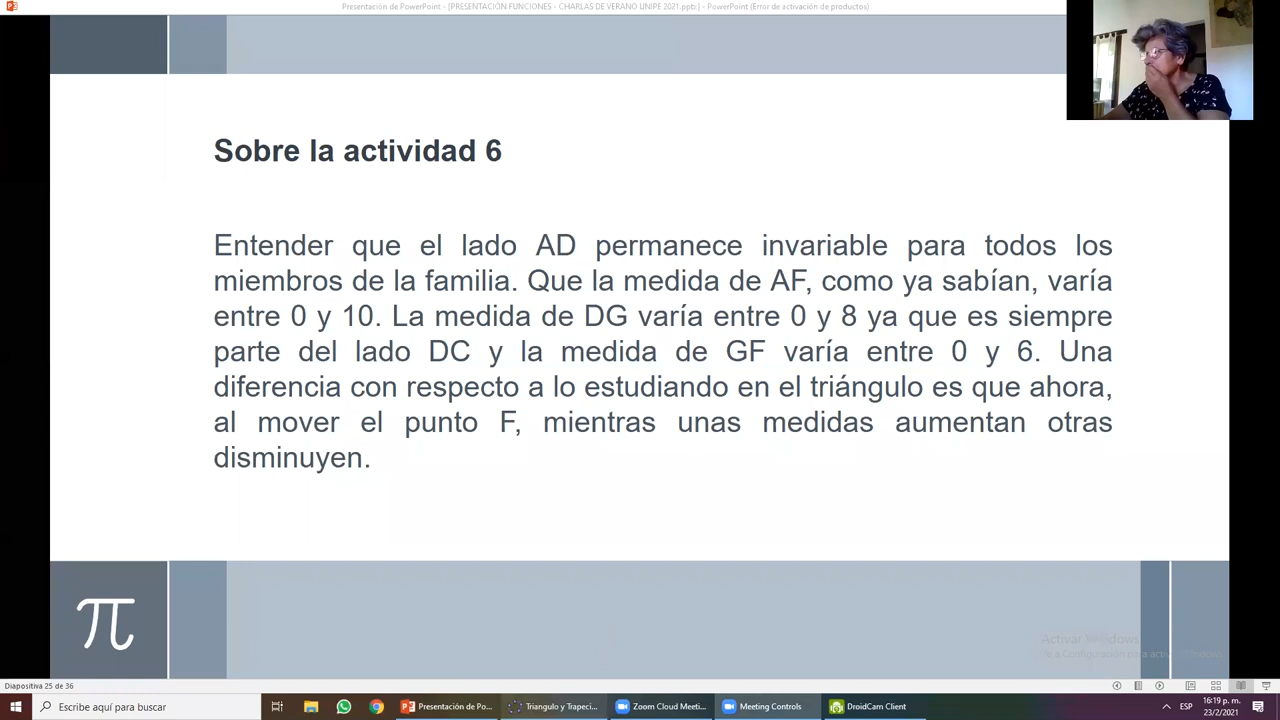 Presentación de PowerPoint - [PRESENTACIÓN FUNCIONES - CHARLAS DE VERANO UNIPE 2021.ppt:] - PowerPoint (Error de activación de productos)
Sobre la actividad 6
Entender que el lado AD permanece invariable para todos los
miembros de la familia. Que la medida de AF, como ya sabían, varía
entre 0 y 10. La medida de DG varía entre 0 y 8 ya que es siempre
parte del lado DC y la medida de GF varía entre 0 y 6. Una
diferencia con respecto a lo estudiando en el triángulo es que ahora,
al mover el punto F, mientras unas medidas aumentan otras
disminuyen.
π
Activar Windows
a Configuración para Windows.
Diapositiva 25 de 36
Escribe aquí para buscar
Presentación de Po...
Triangulo y Trapeci...
Zoom Cloud Meeti...
Meeting Controls
DroidCam Client
ESP
16:19 p. m.
23/2/2021